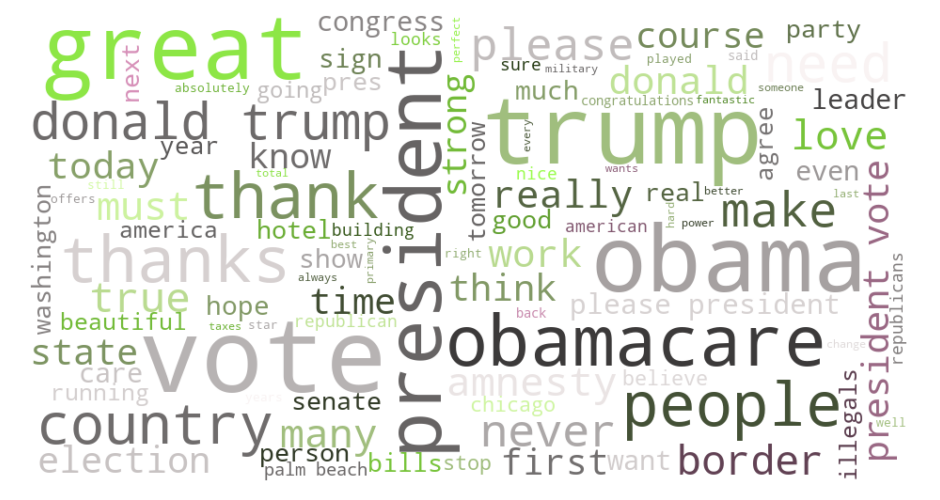 great
congress
looks
perfect
please
course
party
next
sign
absolutely
going
pres
president
sure
military
played
said
need
donald
much
congratulations
fantastic
someone
leader
donald
trump
year
know
strong
tomorrow
trump
every
agree
love
today
total
still
thank
nice
wants
even
offers
must
really
real
better
last
make
washington
america
hotel
building
good
american
hard
power
president vote
thanks
show
best
primary
always
work
right
obama
true
hope
time
think
please president
republicans
beautiful
taxes
star
republican
back
state
vote
obamacare
change
care
running
years
senate
amnesty
believe
chicago
people
illegals
well
country
many
never
election
person
palm beach
bills
stop
first
want
border